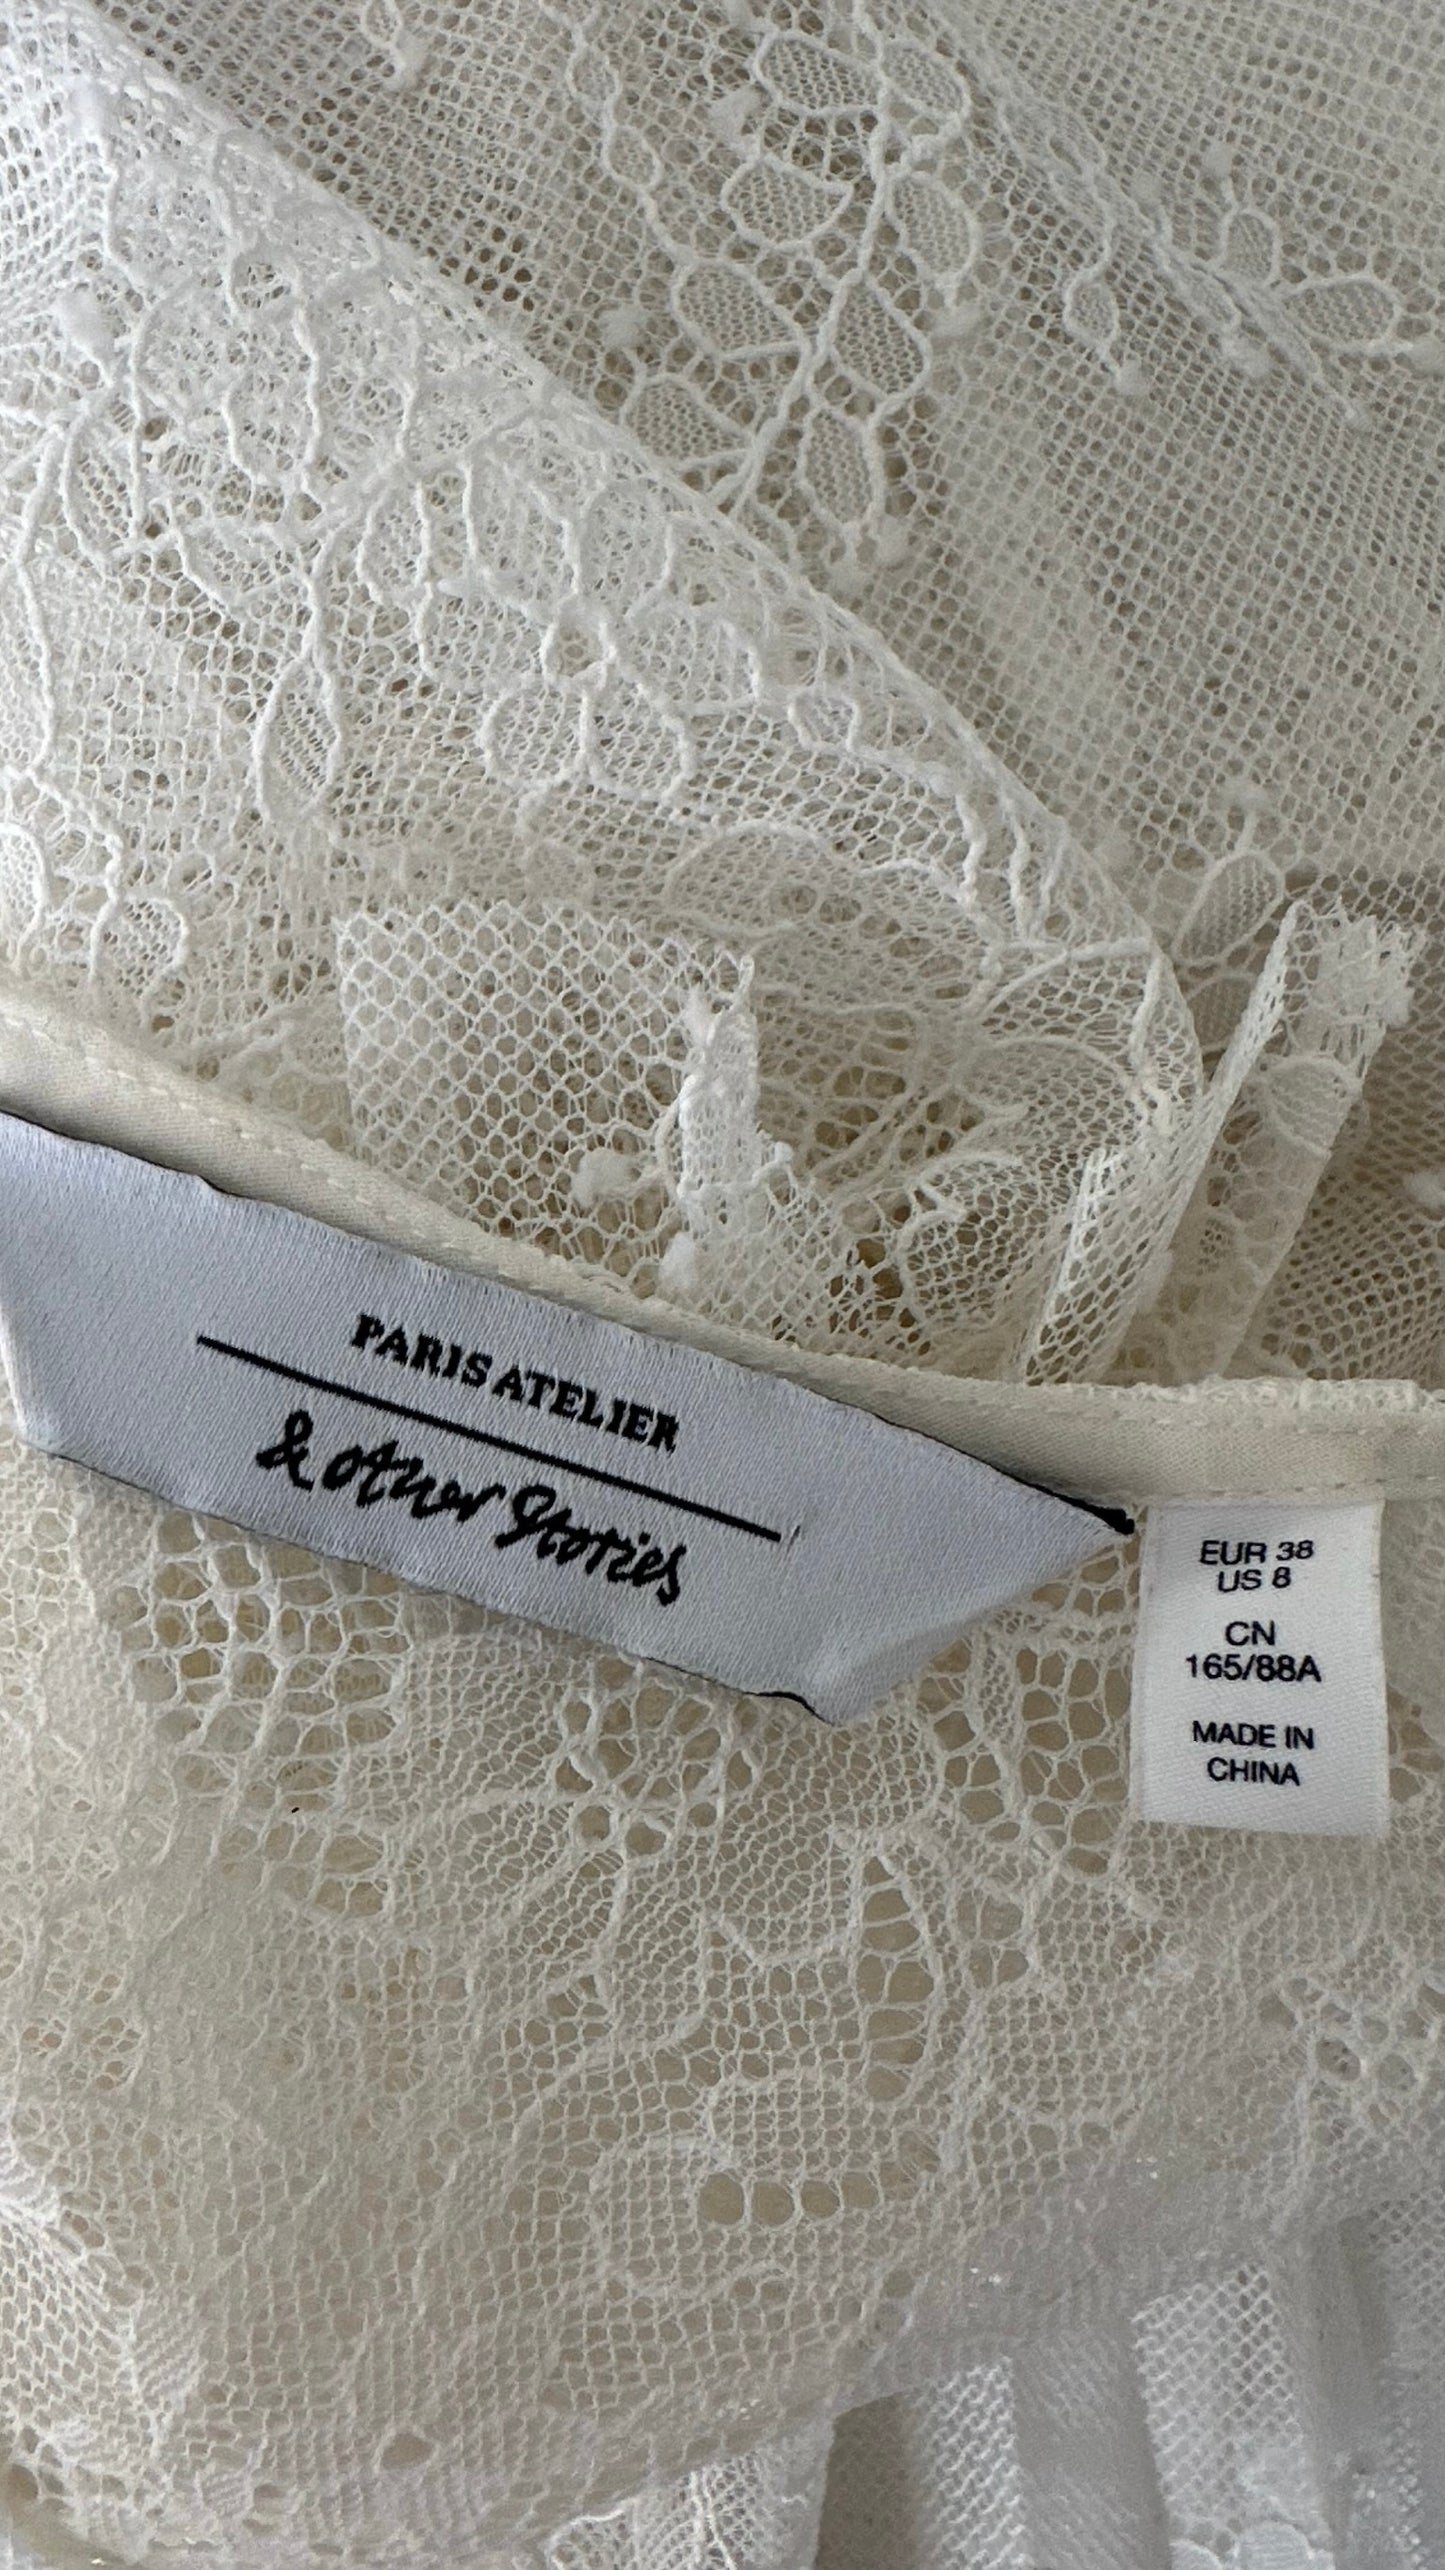 PARIS ATELIER
& other Stories
EUR 38
US 8
CN
165/88A
MADE IN
CHINA